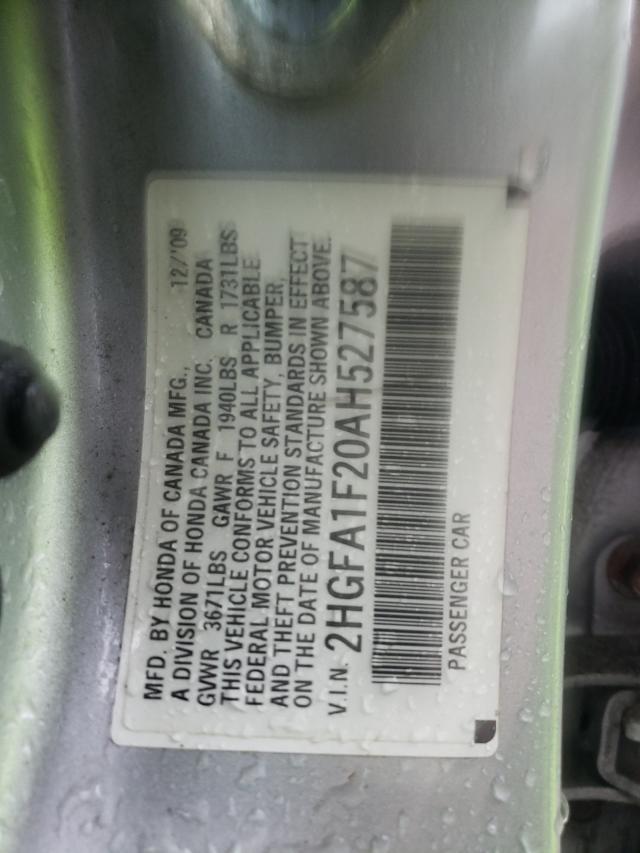 MFD. BY HONDA OF CANADA MFG., 12/'09
A DIVISION OF HONDA CANADA INC. CANADA
GVWR 3671LBS GAWR F 1940LBS R 1731LBS
THIS VEHICLE CONFORMS TO ALL APPLICABLE
FEDERAL MOTOR VEHICLE SAFETY, BUMPER,
AND THEFT PREVENTION STANDARDS IN EFFECT
ON THE DATE OF MANUFACTURE SHOWN ABOVE.
V.I.N. 2HGFA1F20AH527587
PASSENGER CAR